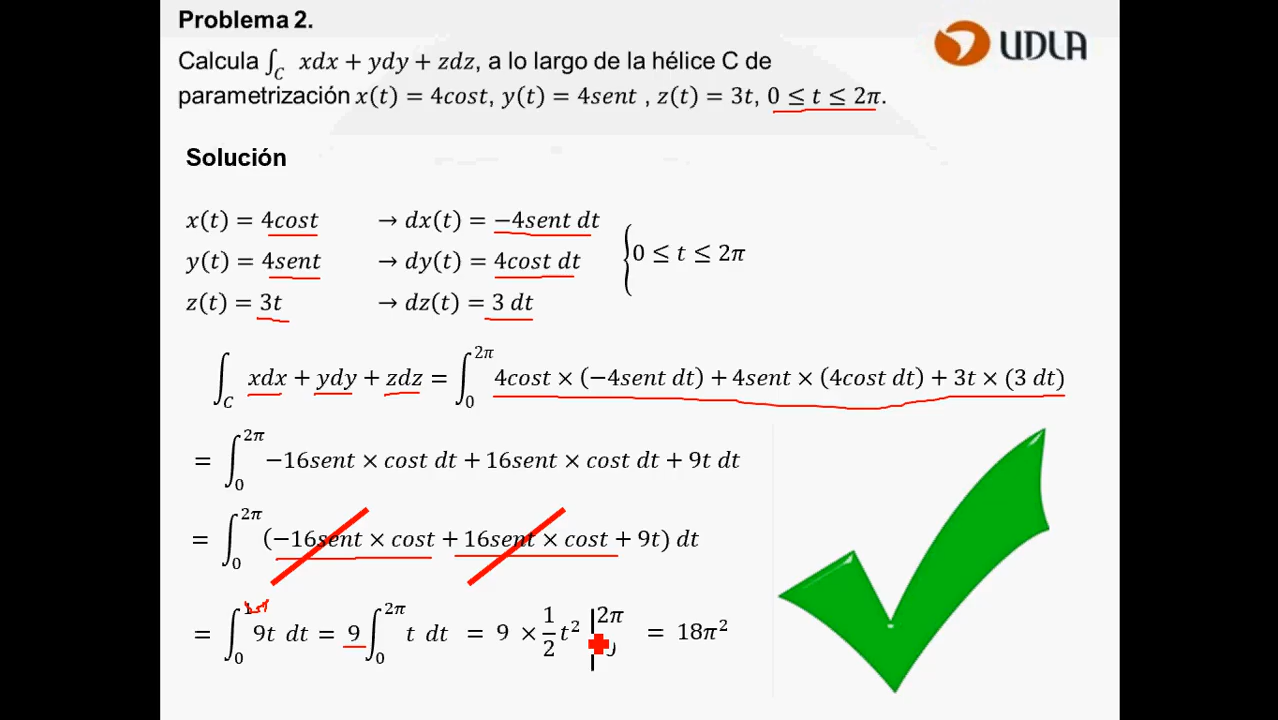 Problema 2.
UDLA
Calcula ∫_C xdx + ydy + zdz, a lo largo de la hélice C de
parametrización x(t) = 4cost, y(t) = 4sent , z(t) = 3t, 0 ≤ t ≤ 2π.
Solución
x(t) = 4cost → dx(t) = −4sent dt
y(t) = 4sent → dy(t) = 4cost dt { 0 ≤ t ≤ 2π
z(t) = 3t → dz(t) = 3 dt
∫_C xdx + ydy + zdz = ∫_0^{2π} 4cost × (−4sent dt) + 4sent × (4cost dt) + 3t × (3 dt)
= ∫_0^{2π} −16sent × cost dt + 16sent × cost dt + 9t dt
= ∫_0^{2π} (−16sent × cost + 16sent × cost + 9t) dt
= ∫_0 9t dt = 9 ∫_0^{2π} t dt = 9 × 1/2 t² |^{2π} = 18π²